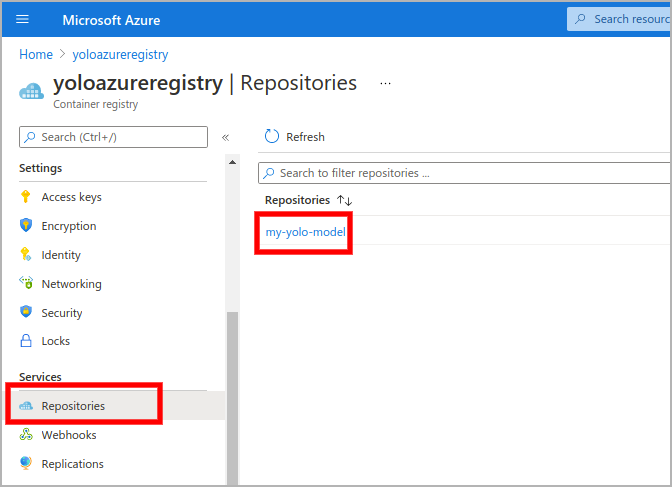 Microsoft Azure
Search resourc
Home > yoloazureregistry
yoloazureregistry | Repositories ...
Container registry
Search (Ctrl+/) «
Refresh
Settings
Search to filter repositories ...
Access keys
Repositories ↑↓
Encryption
my-yolo-model
Identity
Networking
Security
Locks
Services
Repositories
Webhooks
Replications